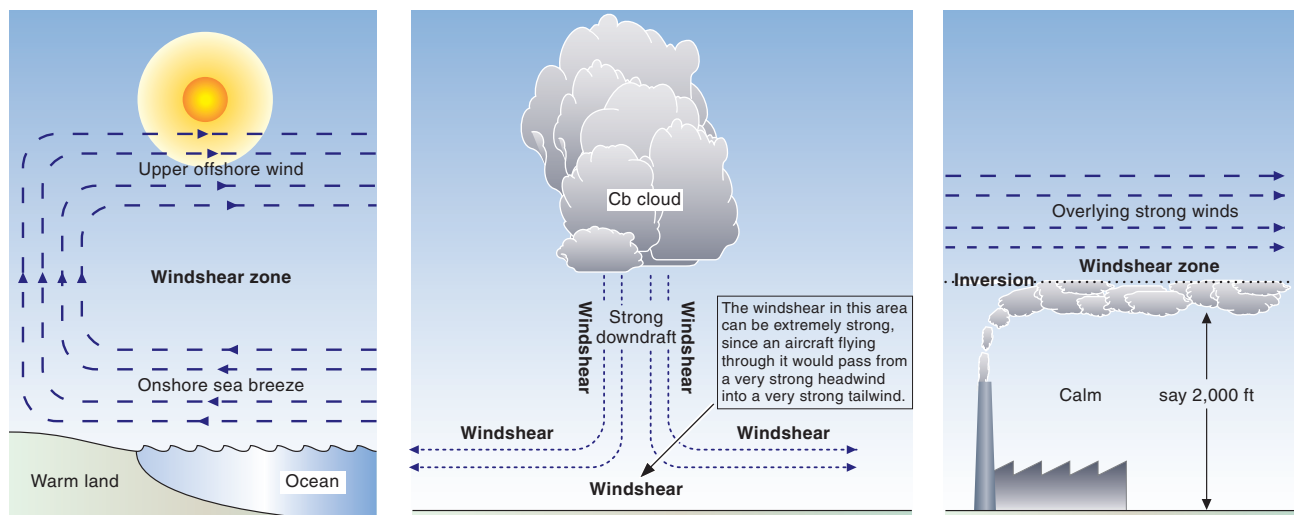 Upper offshore wind
Windshear zone
Onshore sea breeze
Warm land
Ocean
Cb cloud
Windshear
Strong
downdraft
Windshear
The windshear in this area
can be extremely strong,
since an aircraft flying
through it would pass from
a very strong headwind
into a very strong tailwind.
Windshear
Windshear
Windshear
Overlying strong winds
Windshear zone
Inversion
Calm
say 2,000 ft